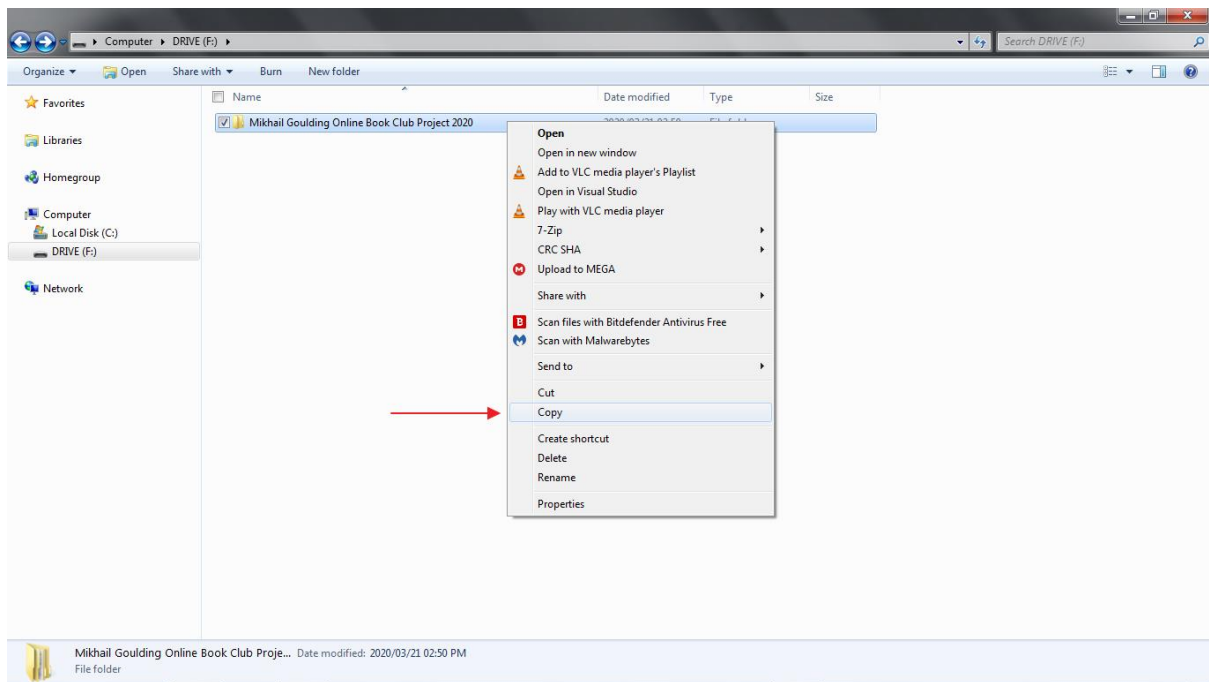 Computer ▸ DRIVE (F:) ▸
Search DRIVE (F:)
Organize Open Share with Burn New folder
Favorites
Libraries
Homegroup
Computer
Local Disk (C:)
DRIVE (F:)
Network
Name Date modified Type Size
Mikhail Goulding Online Book Club Project 2020
Open
Open in new window
Add to VLC media player's Playlist
Open in Visual Studio
Play with VLC media player
7-Zip
CRC SHA
Upload to MEGA
Share with
Scan files with Bitdefender Antivirus Free
Scan with Malwarebytes
Send to
Cut
Copy
Create shortcut
Delete
Rename
Properties
Mikhail Goulding Online Book Club Proje... Date modified: 2020/03/21 02:50 PM
File folder